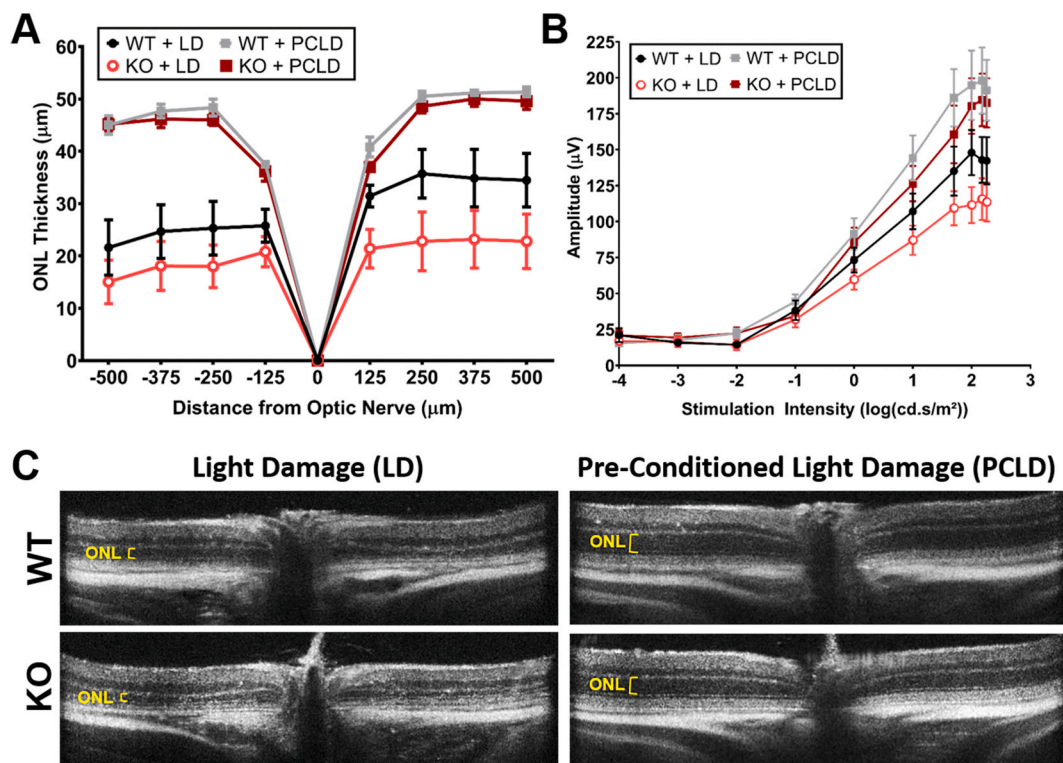 A
WT + LD
WT + PCLD
KO + LD
KO + PCLD
ONL Thickness (µm)
60
50
40
30
20
10
0
-500 -375 -250 -125 0 125 250 375 500
Distance from Optic Nerve (µm)
B
WT + LD
WT + PCLD
KO + LD
KO + PCLD
Amplitude (µV)
225
200
175
150
125
100
75
50
25
0
-4 -3 -2 -1 0 1 2 3
Stimulation Intensity (log(cd.s/m²))
C
Light Damage (LD)
Pre-Conditioned Light Damage (PCLD)
WT
ONL
ONL
KO
ONL
ONL